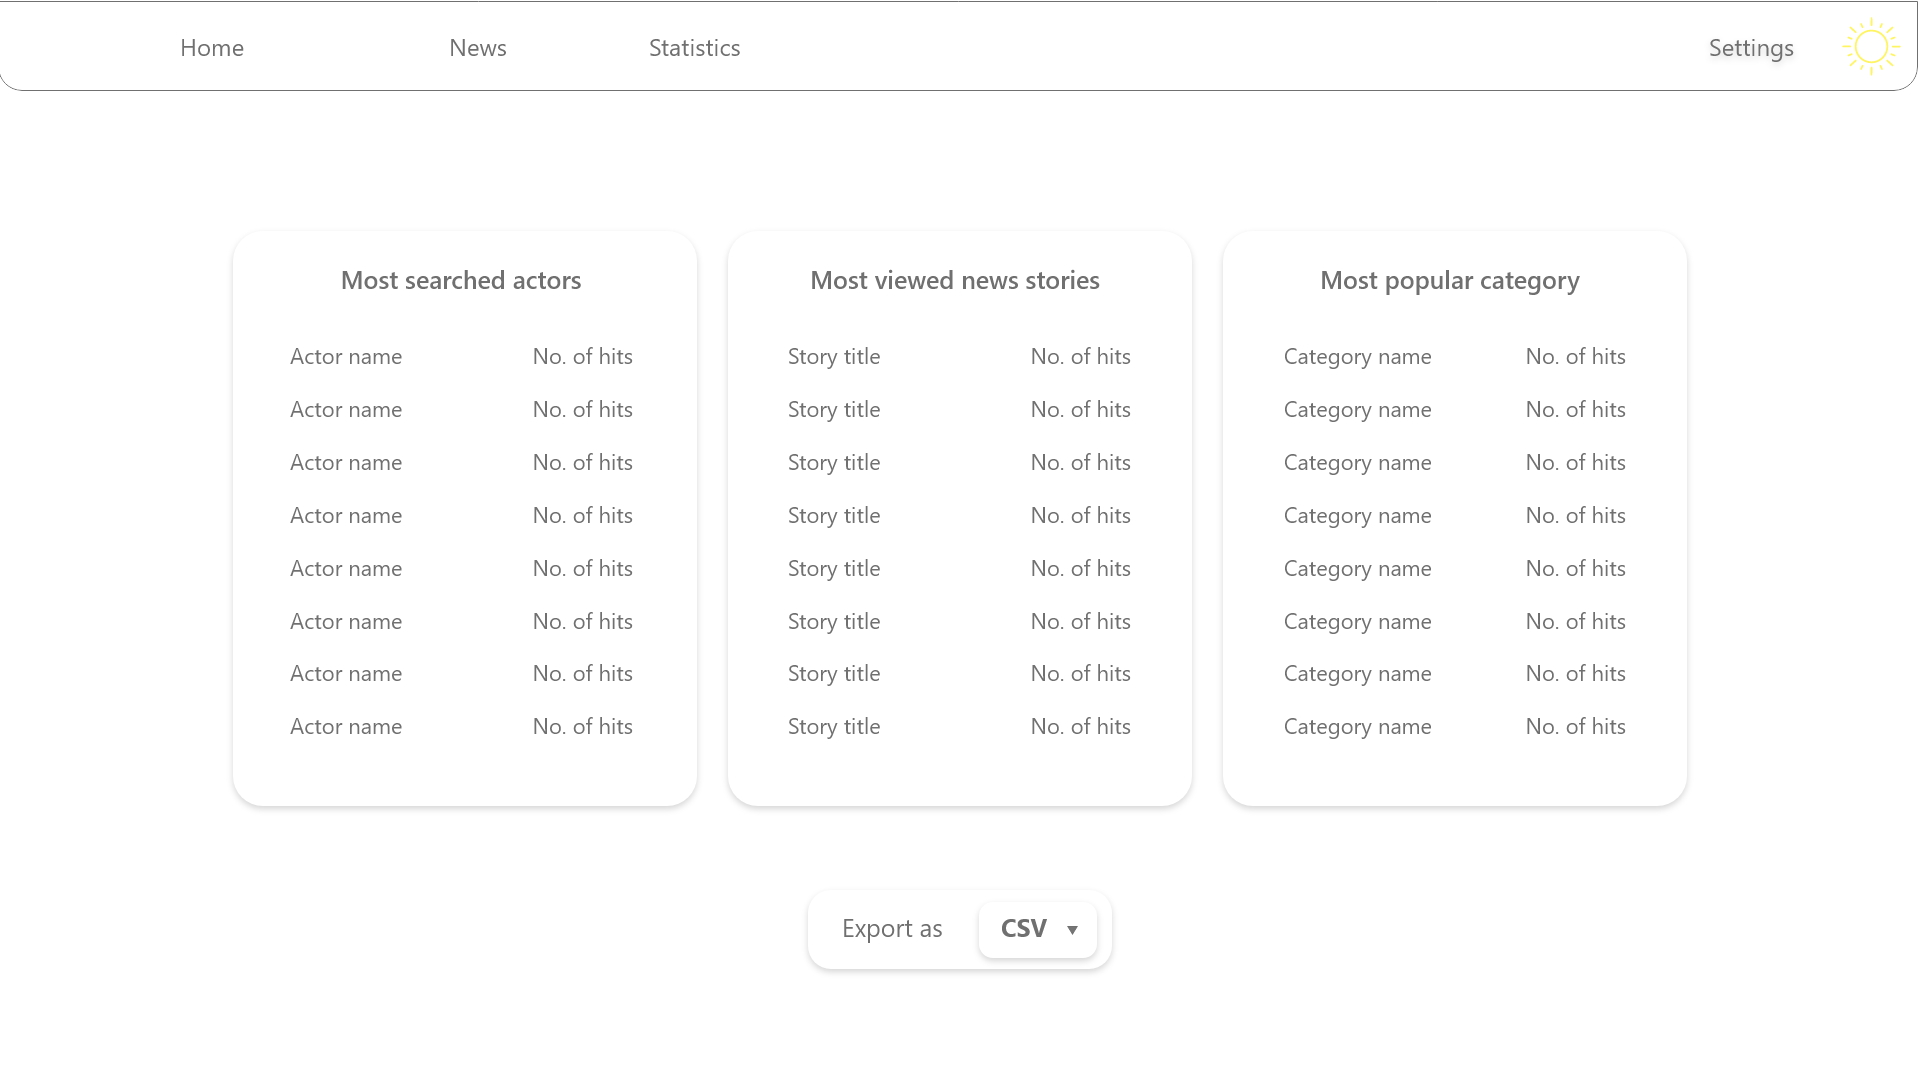 Home News Statistics Settings
Most searched actors
Actor name No. of hits
Actor name No. of hits
Actor name No. of hits
Actor name No. of hits
Actor name No. of hits
Actor name No. of hits
Actor name No. of hits
Actor name No. of hits
Most viewed news stories
Story title No. of hits
Story title No. of hits
Story title No. of hits
Story title No. of hits
Story title No. of hits
Story title No. of hits
Story title No. of hits
Story title No. of hits
Most popular category
Category name No. of hits
Category name No. of hits
Category name No. of hits
Category name No. of hits
Category name No. of hits
Category name No. of hits
Category name No. of hits
Category name No. of hits
Export as CSV